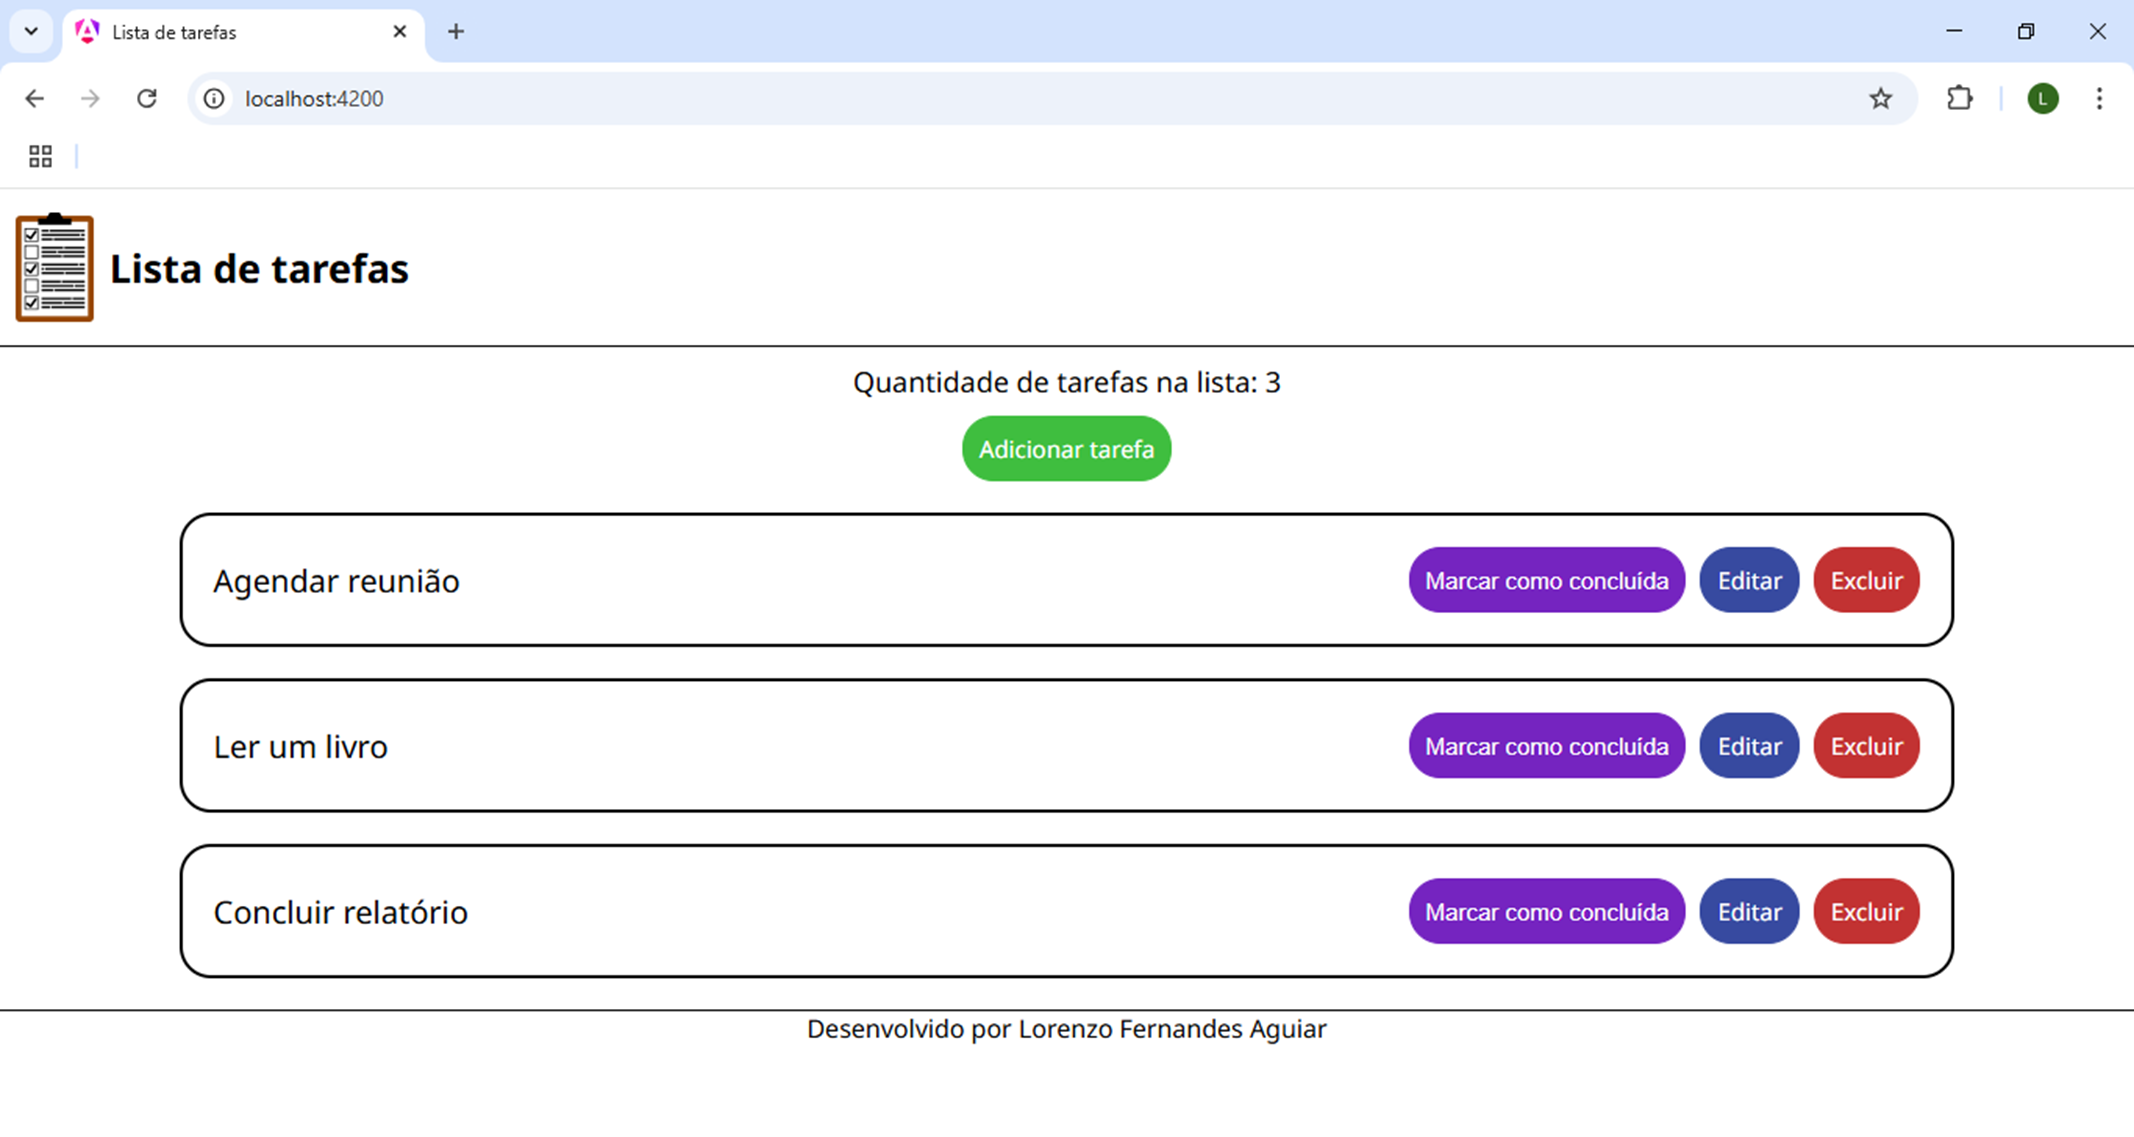 Lista de tarefas
localhost:4200
L
Lista de tarefas
Quantidade de tarefas na lista: 3
Adicionar tarefa
Agendar reunião Marcar como concluída Editar Excluir
Ler um livro Marcar como concluída Editar Excluir
Concluir relatório Marcar como concluída Editar Excluir
Desenvolvido por Lorenzo Fernandes Aguiar